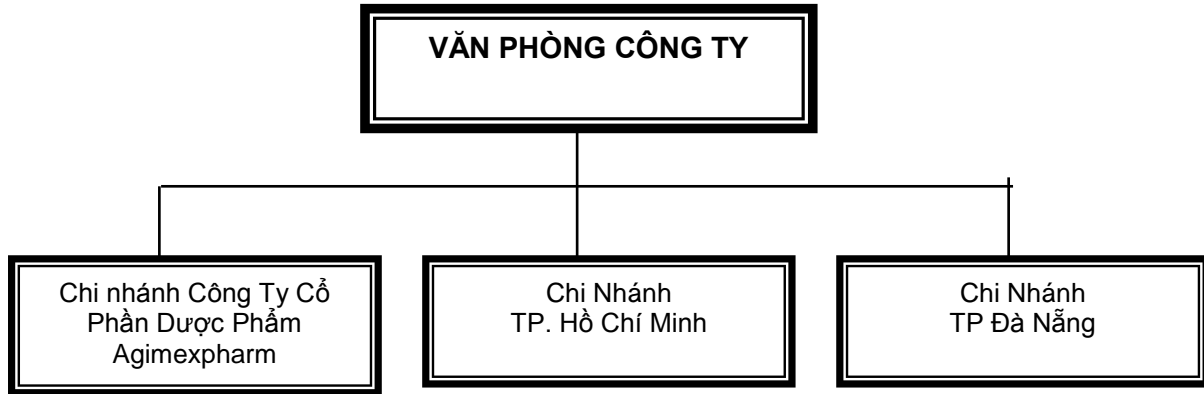 VĂN PHÒNG CÔNG TY
Chi nhánh Công Ty Cổ
Phần Dược Phẩm
Agimexpharm
Chi Nhánh
TP. Hồ Chí Minh
Chi Nhánh
TP Đà Nẵng